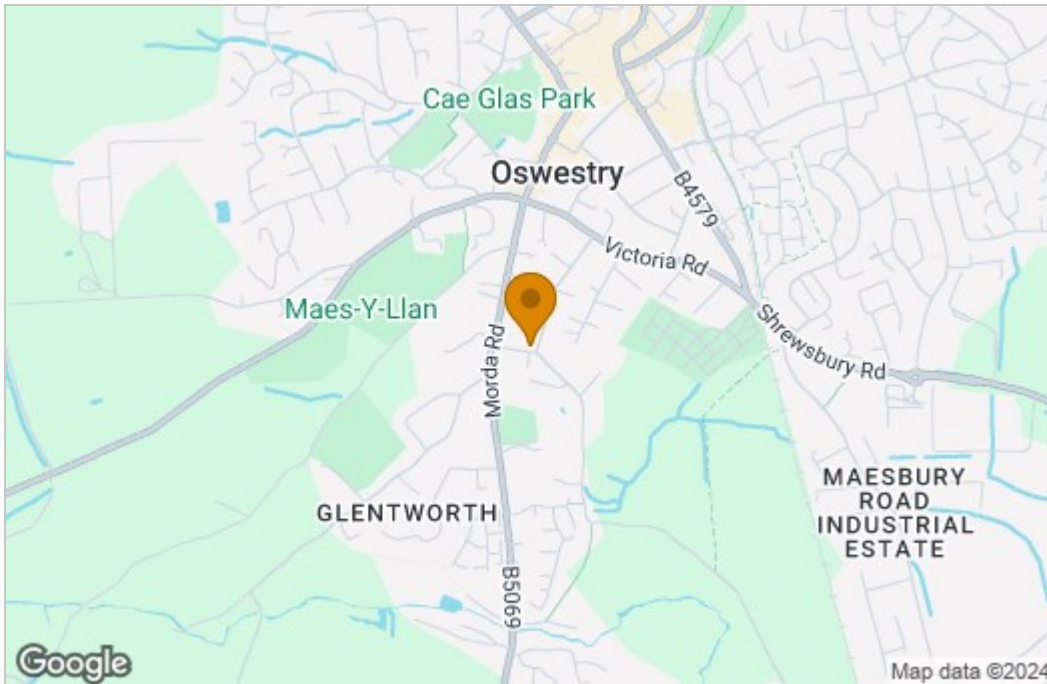 Cae Glas Park
Oswestry
B4579
Victoria Rd
Maes-Y-Llan
Morda Rd
Shrewsbury Rd
GLENTWORTH
MAESBURY
ROAD
INDUSTRIAL
ESTATE
B5069
Google
Map data ©2024